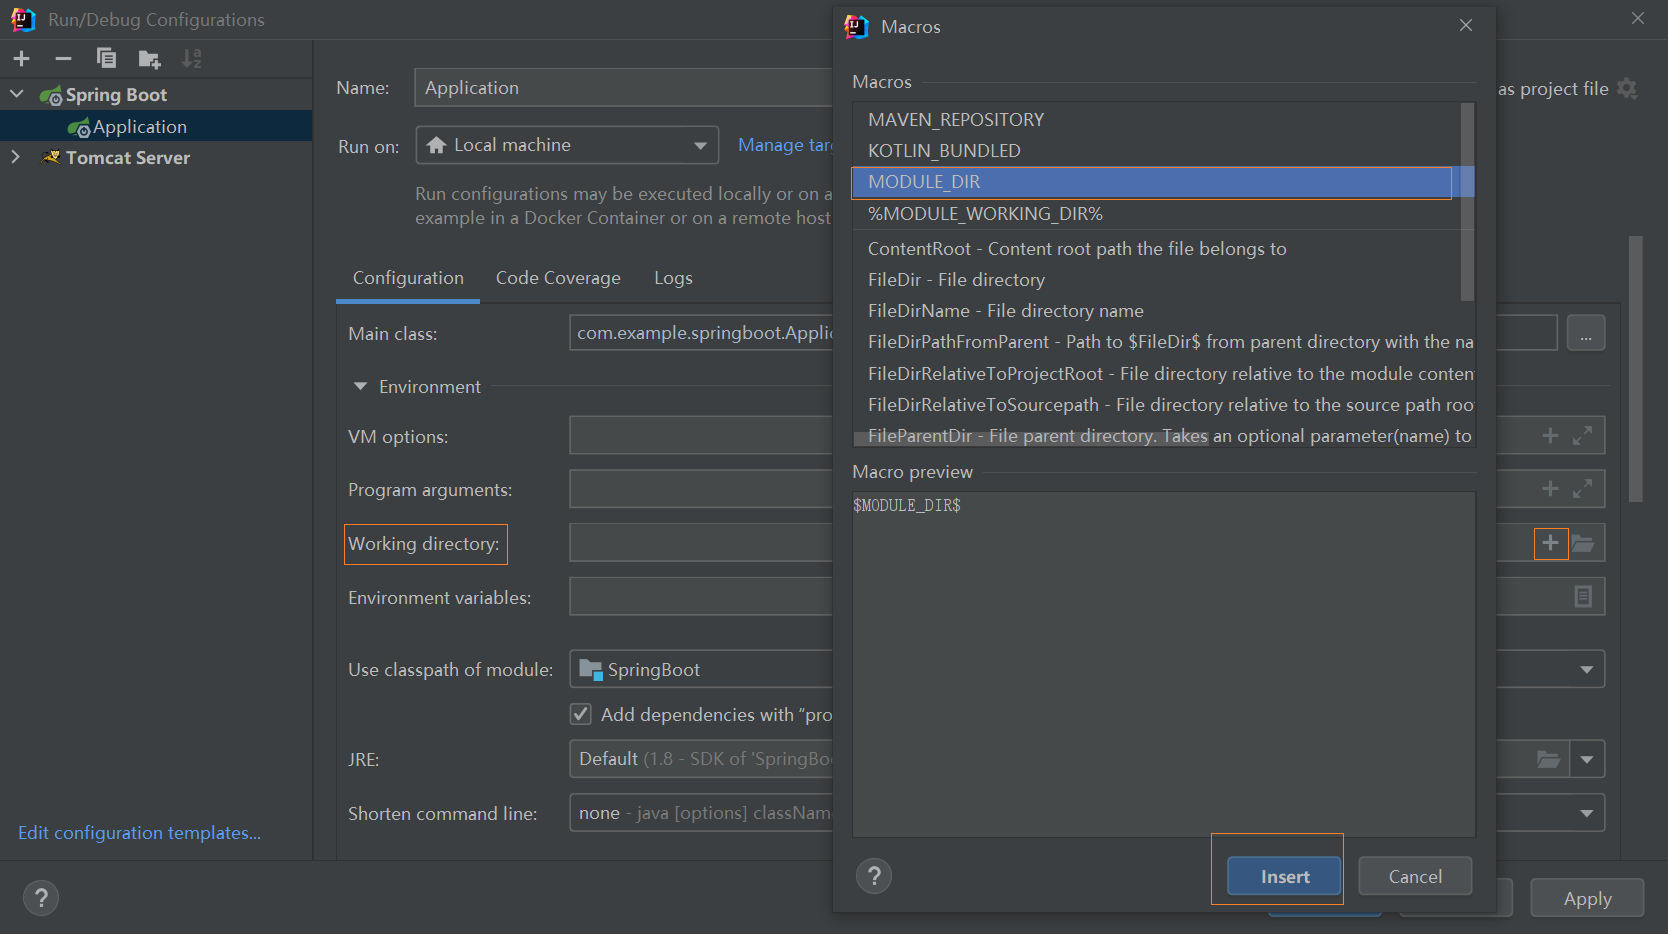 Run/Debug Configurations
Spring Boot
Application
Tomcat Server
Edit configuration templates...
Name:
Application
as project file
Run on:
Local machine
Manage tar
Run configurations may be executed locally or on a
example in a Docker Container or on a remote host
Configuration
Code Coverage
Logs
Main class:
com.example.springboot.Applic
...
Environment
VM options:
Program arguments:
Working directory:
Environment variables:
Use classpath of module:
SpringBoot
Add dependencies with “pro
JRE:
Default (1.8 - SDK of 'SpringBo
Shorten command line:
none - java [options] className
?
Apply
Macros
Macros
MAVEN_REPOSITORY
KOTLIN_BUNDLED
MODULE_DIR
%MODULE_WORKING_DIR%
ContentRoot - Content root path the file belongs to
FileDir - File directory
FileDirName - File directory name
FileDirPathFromParent - Path to $FileDir$ from parent directory with the na
FileDirRelativeToProjectRoot - File directory relative to the module conten
FileDirRelativeToSourcepath - File directory relative to the source path roo
FileParentDir - File parent directory. Takes an optional parameter(name) to
Macro preview
$MODULE_DIR$
?
Insert
Cancel